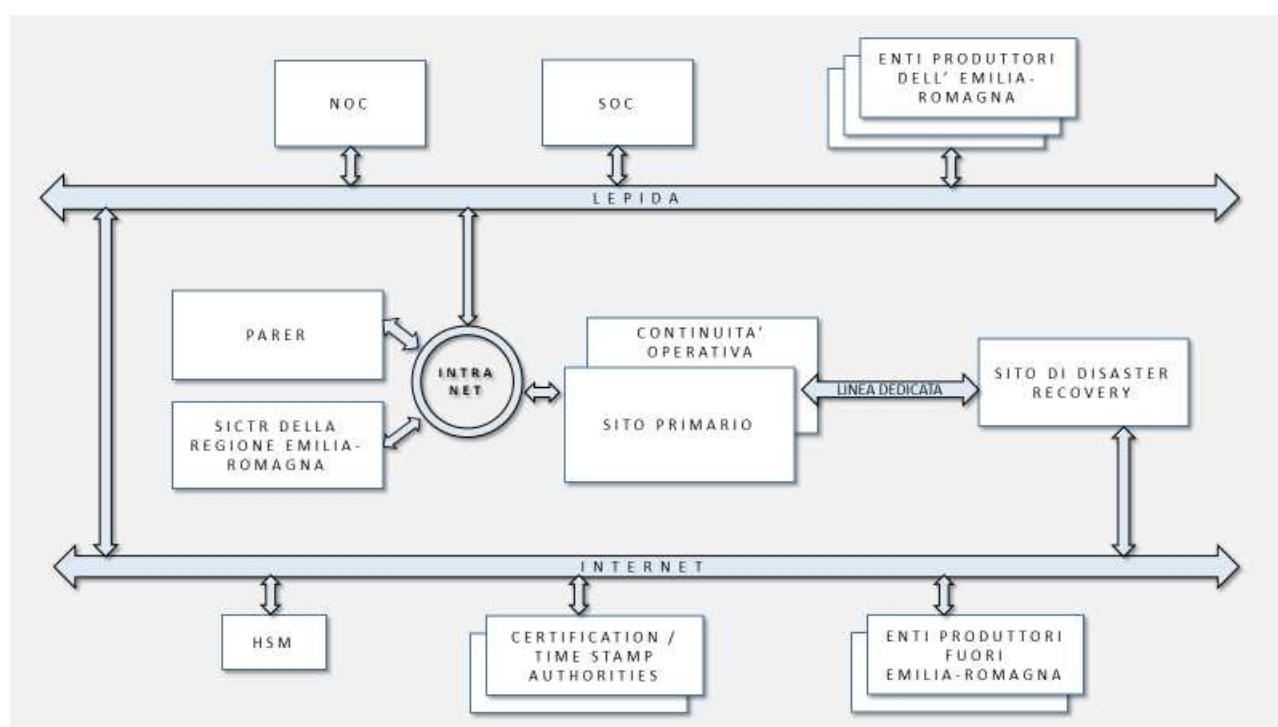 NOC
SOC
ENTI PRODUTTORI
DELL' EMILIA-
ROMAGNA
LEPIDA
PARER
INTRA
NET
CONTINUITA'
OPERATIVA
SITO PRIMARIO
LINEA DEDICATA
SITO DI DISASTER
RECOVERY
SICTR DELLA
REGIONE EMILIA-
ROMAGNA
INTERNET
HSM
CERTIFICATION /
TIME STAMP
AUTHORITIES
ENTI PRODUTTORI
FUORI
EMILIA-ROMAGNA